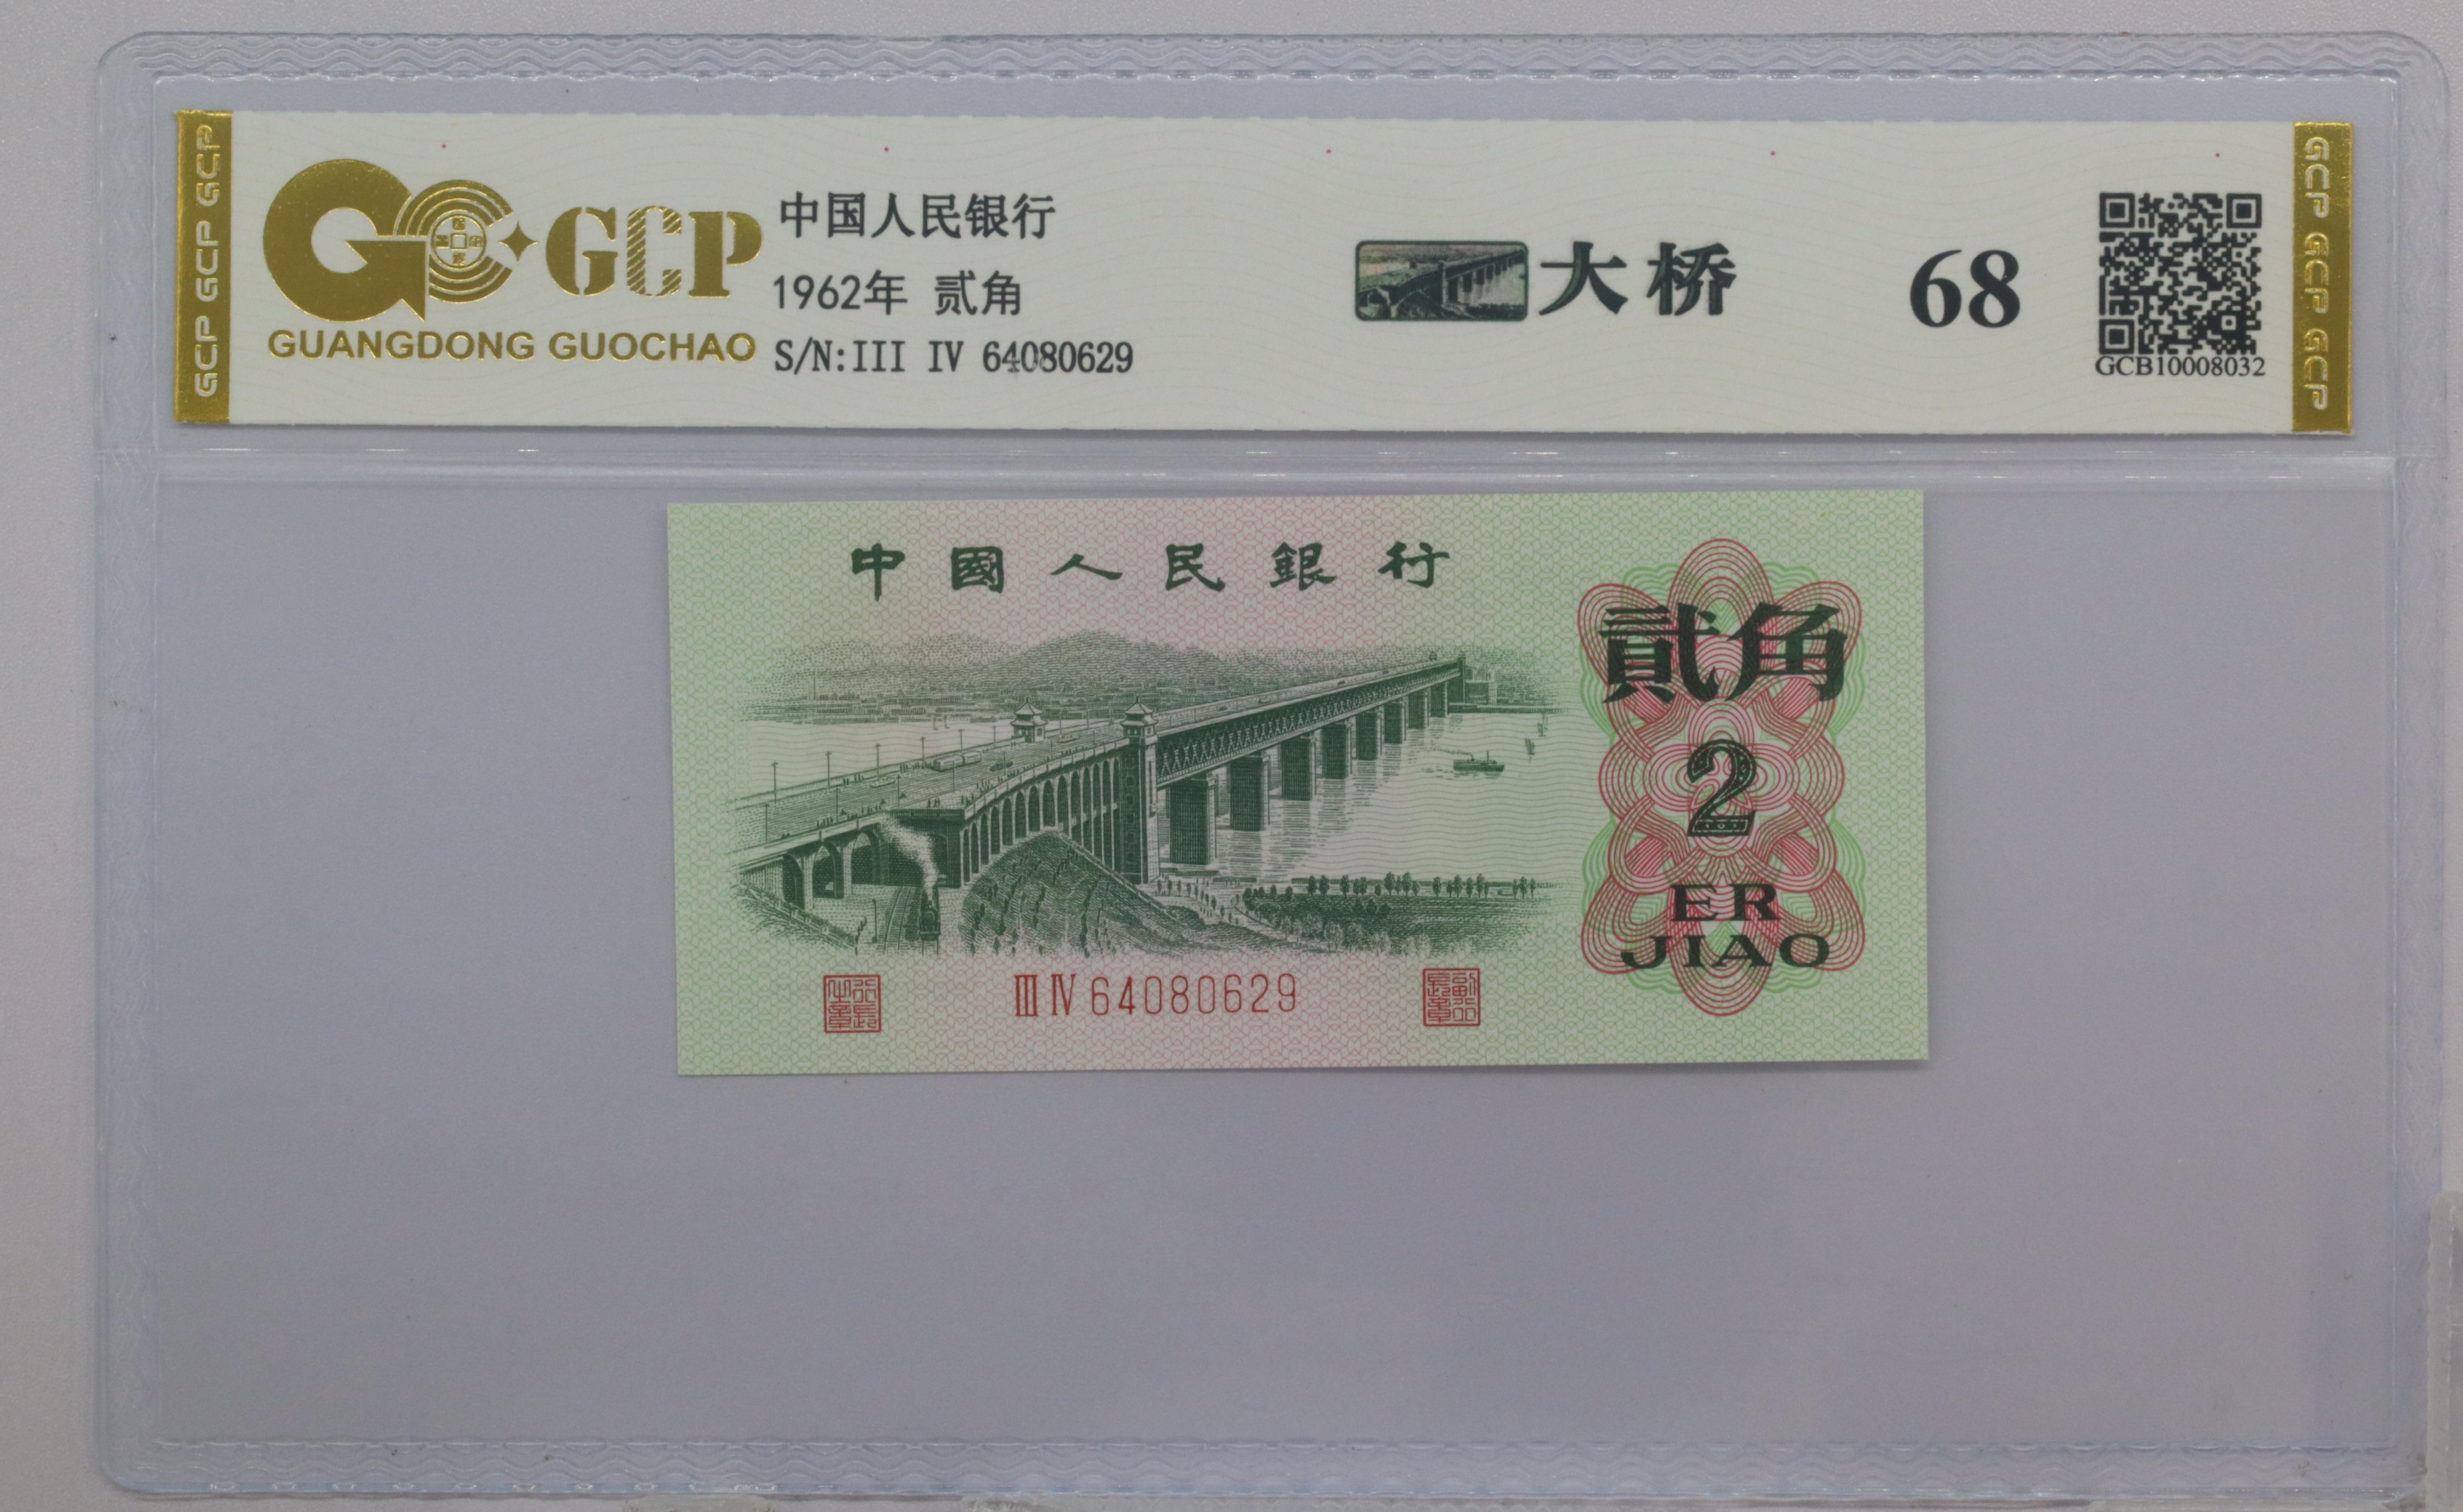 GCP GCP GCP
GCP
GUANGDONG GUOCHAO
中国人民银行
1962年 贰角
S/N:III IV 64080629
大桥
68
GCB10008032
GCP GCP GCP
中國人民銀行
貳角
2
ER
JIAO
III IV 64080629